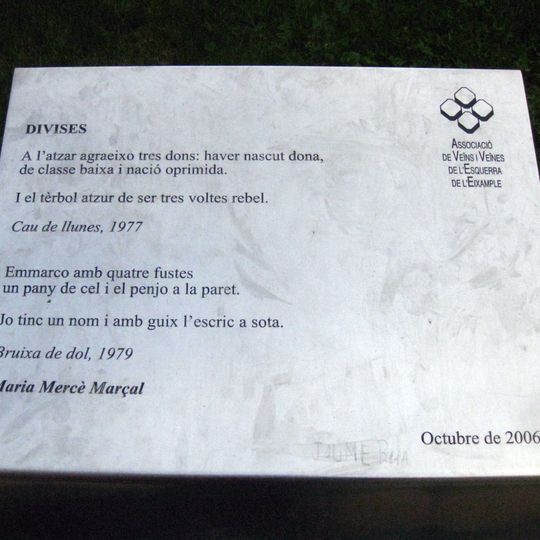 DIVISES
A l'atzar agraeixo tres dons: haver nascut dona,
de classe baixa i nació oprimida.
I el tèrbol atzur de ser tres voltes rebel.
Cau de llunes, 1977
Emmarco amb quatre fustes
un pany de cel i el penjo a la paret.
Jo tinc un nom i amb guix l'escric a sota.
Bruixa de dol, 1979
Maria Mercè Marçal
ASSOCIACIÓ
DE VEÏNS I VEÏNES
DE L'ESQUERRA
DE L'EIXAMPLE
Octubre de 2006
JAUME